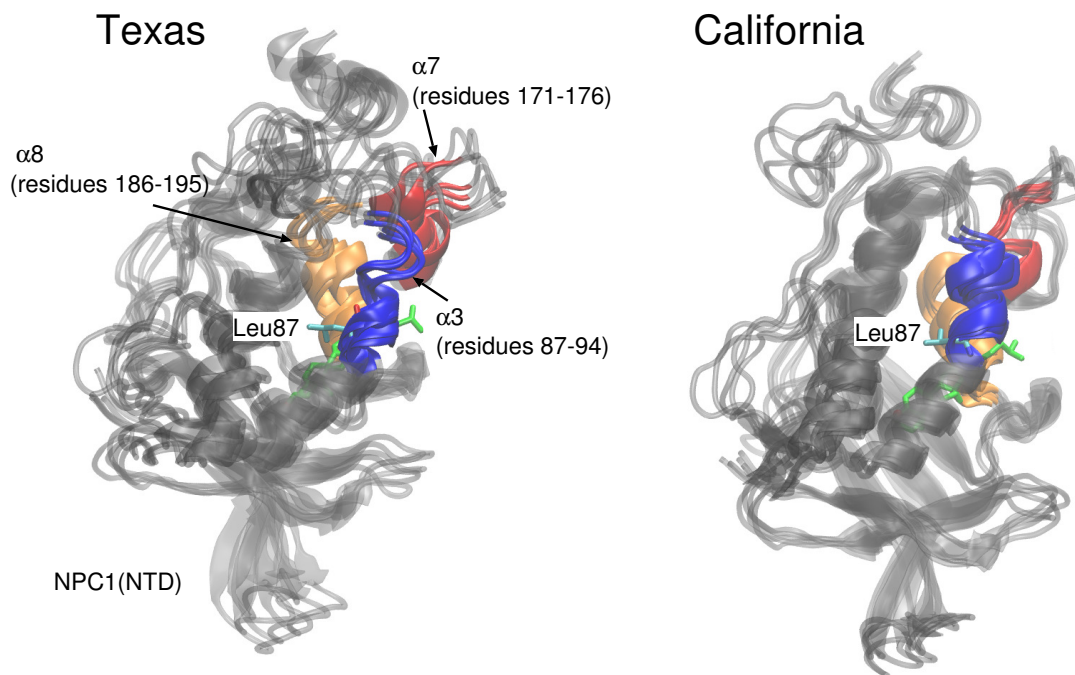 Texas
California
α7
(residues 171-176)
α8
(residues 186-195)
Leu87
α3
(residues 87-94)
Leu87
NPC1(NTD)